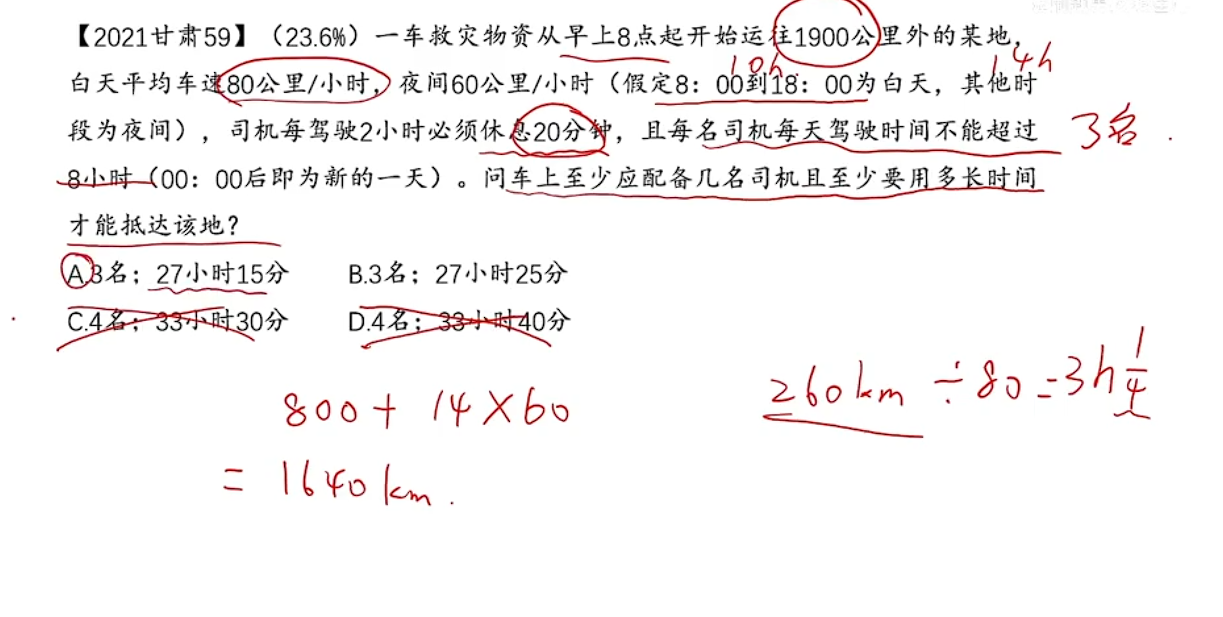 【2021甘肃59】（23.6%）一车救灾物资从早上8点起开始运往1900公里外的某地，
10h
14h
白天平均车速80公里/小时，夜间60公里/小时（假定8：00到18：00为白天，其他时
段为夜间），司机每驾驶2小时必须休息20分钟，且每名司机每天驾驶时间不能超过
3名.
8小时（00：00后即为新的一天）。问车上至少应配备几名司机且至少要用多长时间
才能抵达该地？
A.3名；27小时15分 B.3名；27小时25分
C.4名；33小时30分 D.4名；33小时40分
260km ÷80=3h 1/4
800+ 14×60
= 1640km.